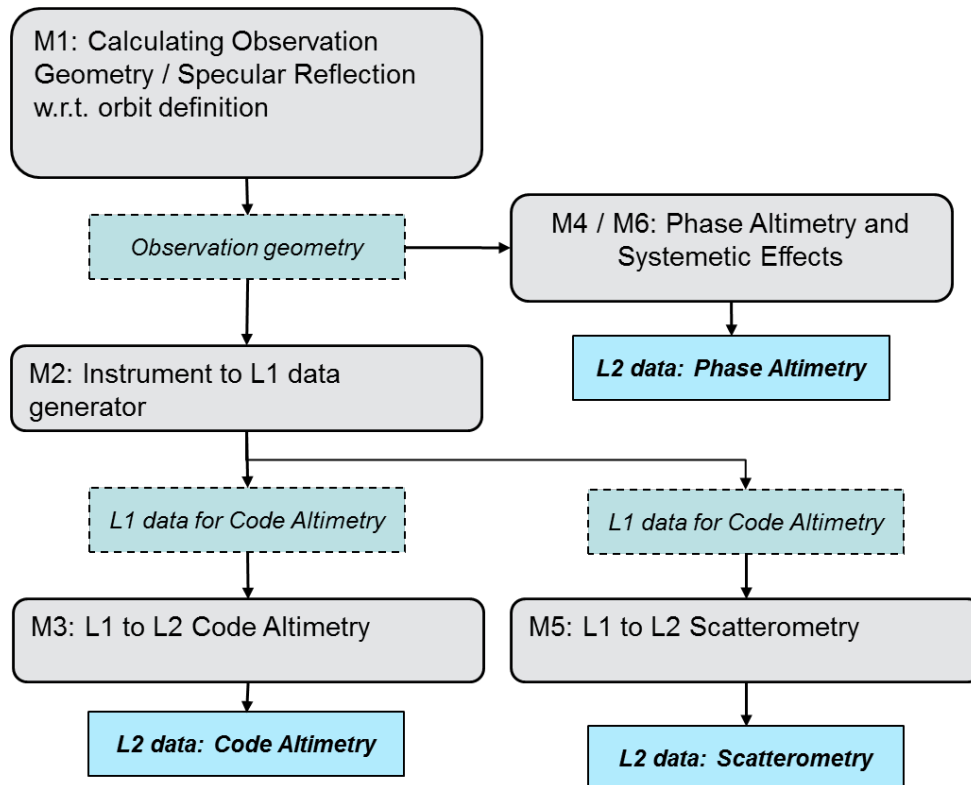 M1: Calculating Observation
Geometry / Specular Reflection
w.r.t. orbit definition
Observation geometry
M4 / M6: Phase Altimetry and
Systemetic Effects
L2 data: Phase Altimetry
M2: Instrument to L1 data
generator
L1 data for Code Altimetry
L1 data for Code Altimetry
M3: L1 to L2 Code Altimetry
M5: L1 to L2 Scatterometry
L2 data: Code Altimetry
L2 data: Scatterometry